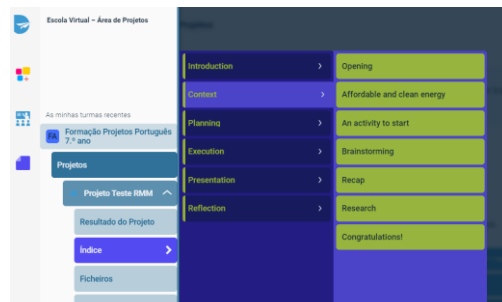 Escola Virtual – Área de Projetos
As minhas turmas recentes
FA
Formação Projetos Português
7.º ano
Projetos
Projeto Teste RMM
Resultado do Projeto
Índice
Ficheiros
Introduction
Context
Planning
Execution
Presentation
Reflection
Opening
Affordable and clean energy
An activity to start
Brainstorming
Recap
Research
Congratulations!